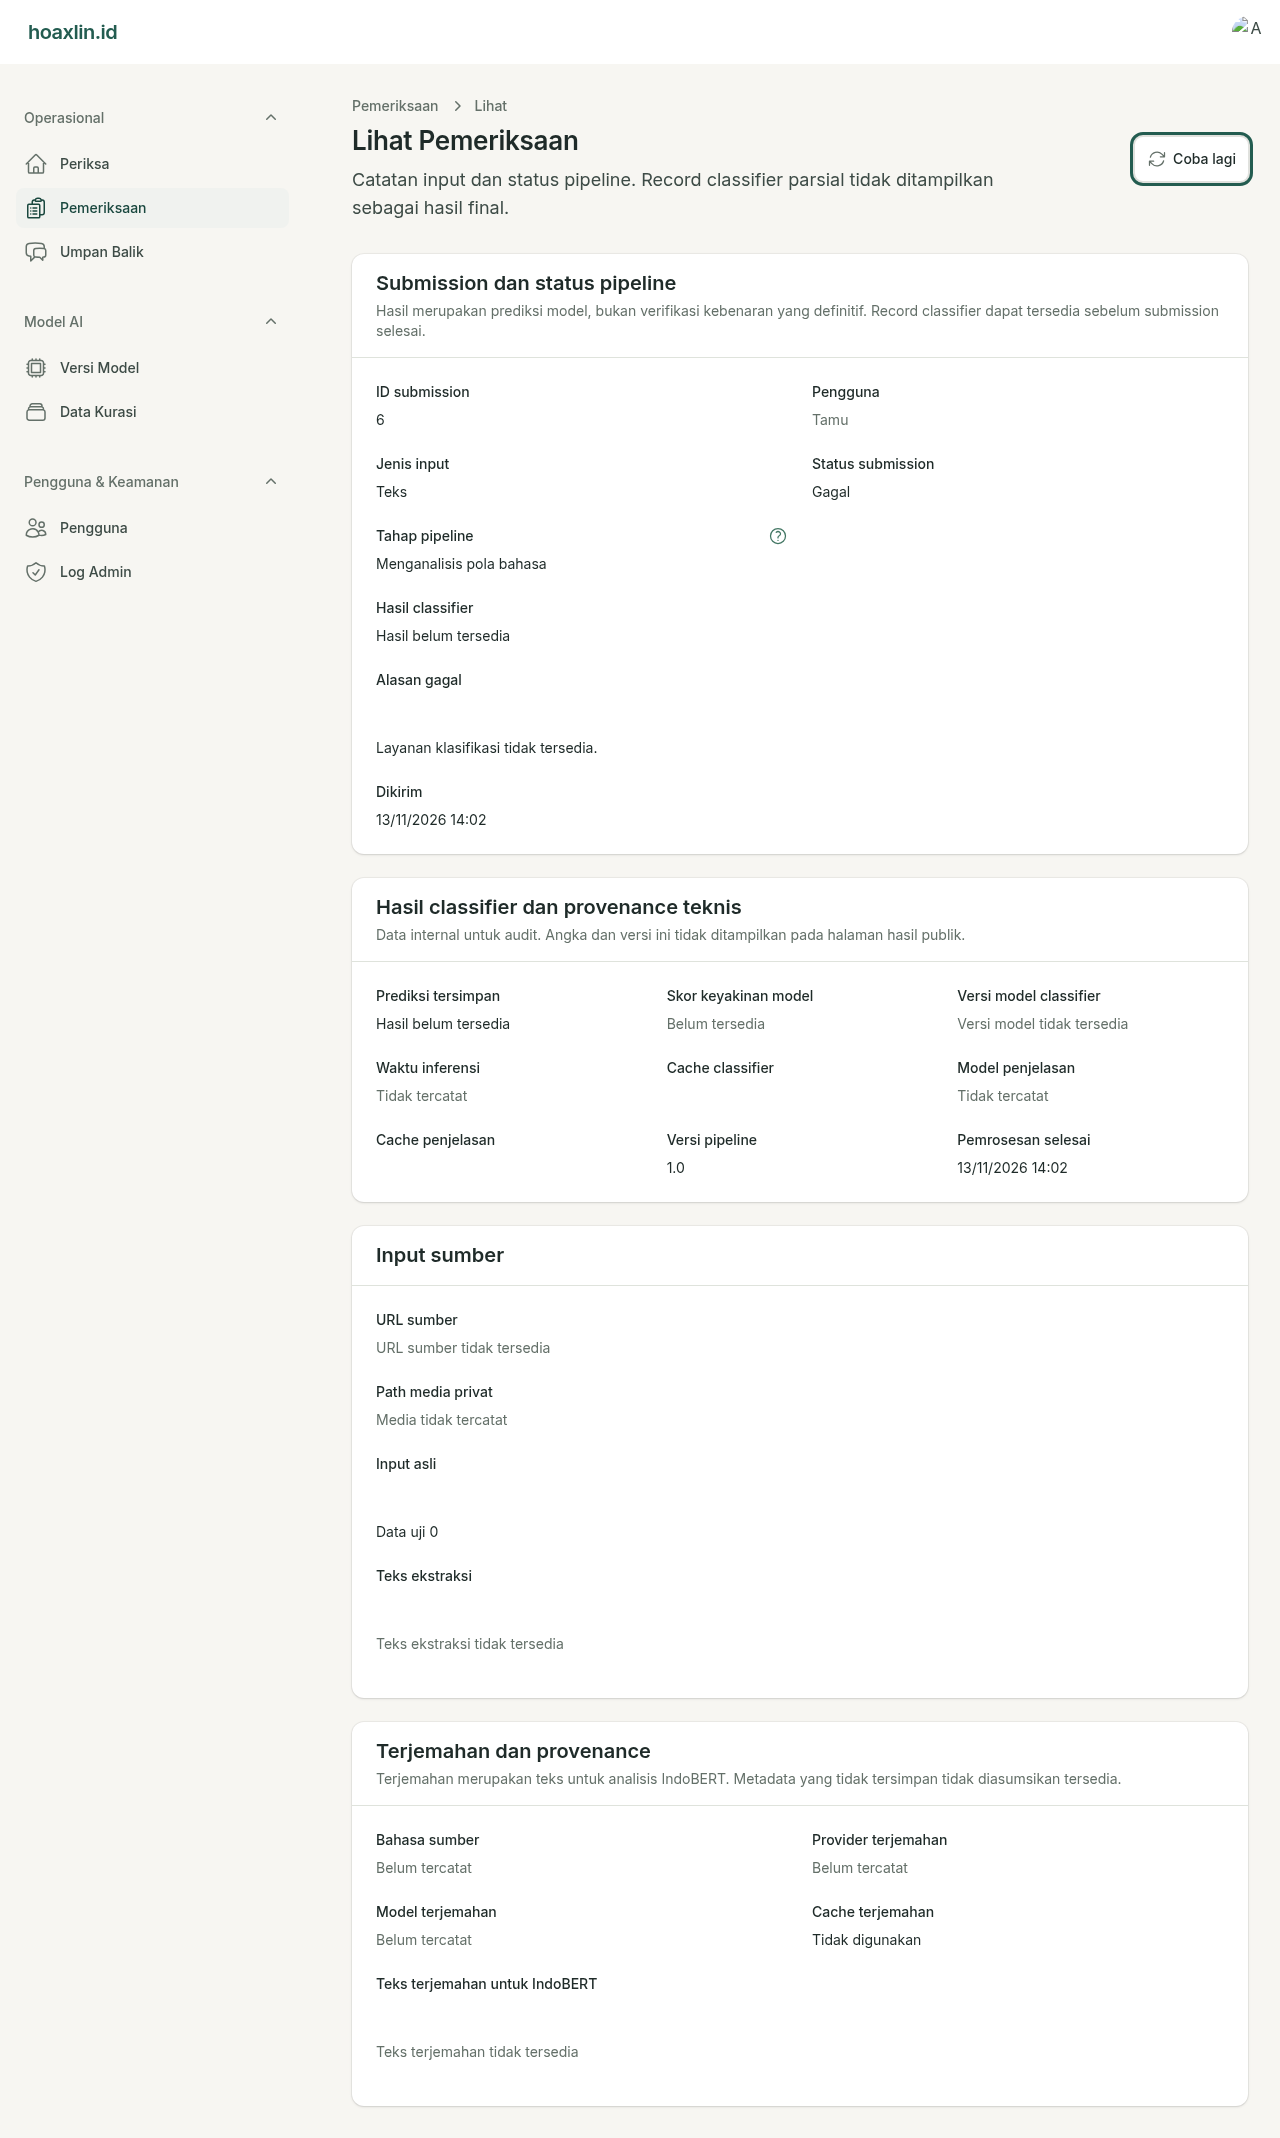 hoaxlin.id
A
Operasional
Periksa
Pemeriksaan
Umpan Balik
Model AI
Versi Model
Data Kurasi
Pengguna & Keamanan
Pengguna
Log Admin
Pemeriksaan > Lihat
Lihat Pemeriksaan
Catatan input dan status pipeline. Record classifier parsial tidak ditampilkan
sebagai hasil final.
Coba lagi
Submission dan status pipeline
Hasil merupakan prediksi model, bukan verifikasi kebenaran yang definitif. Record classifier dapat tersedia sebelum submission
selesai.
ID submission
6
Pengguna
Tamu
Jenis input
Teks
Status submission
Gagal
Tahap pipeline
Menganalisis pola bahasa
Hasil classifier
Hasil belum tersedia
Alasan gagal
Layanan klasifikasi tidak tersedia.
Dikirim
13/11/2026 14:02
Hasil classifier dan provenance teknis
Data internal untuk audit. Angka dan versi ini tidak ditampilkan pada halaman hasil publik.
Prediksi tersimpan
Hasil belum tersedia
Skor keyakinan model
Belum tersedia
Versi model classifier
Versi model tidak tersedia
Waktu inferensi
Tidak tercatat
Cache classifier
Model penjelasan
Tidak tercatat
Cache penjelasan
Versi pipeline
1.0
Pemrosesan selesai
13/11/2026 14:02
Input sumber
URL sumber
URL sumber tidak tersedia
Path media privat
Media tidak tercatat
Input asli
Data uji 0
Teks ekstraksi
Teks ekstraksi tidak tersedia
Terjemahan dan provenance
Terjemahan merupakan teks untuk analisis IndoBERT. Metadata yang tidak tersimpan tidak diasumsikan tersedia.
Bahasa sumber
Belum tercatat
Provider terjemahan
Belum tercatat
Model terjemahan
Belum tercatat
Cache terjemahan
Tidak digunakan
Teks terjemahan untuk IndoBERT
Teks terjemahan tidak tersedia